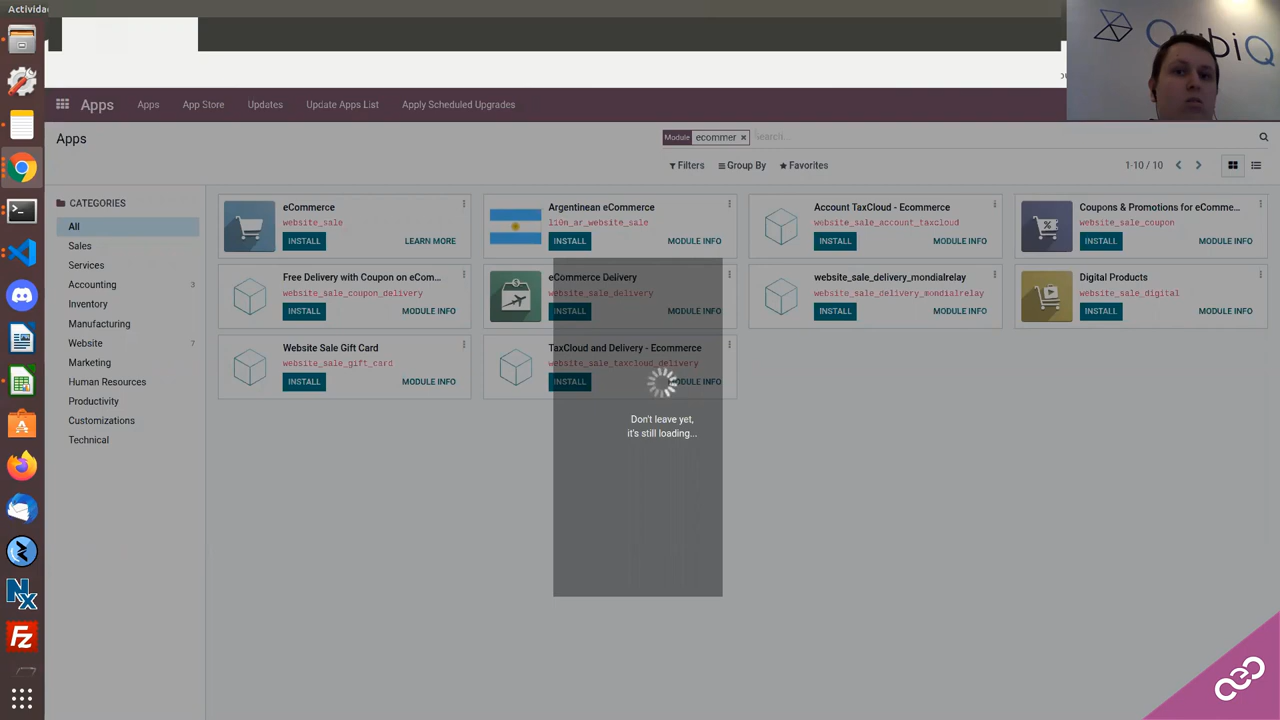 Actividad
QubiQ
Apps
Apps
App Store
Updates
Update Apps List
Apply Scheduled Upgrades
Apps
Module
ecommer ×
Search...
Filters
Group By
Favorites
1-10 / 10
CATEGORIES
All
Sales
Services
Accounting 3
Inventory
Manufacturing
Website 7
Marketing
Human Resources
Productivity
Customizations
Technical
eCommerce
website_sale
INSTALL
LEARN MORE
Argentinean eCommerce
l10n_ar_website_sale
INSTALL
MODULE INFO
Account TaxCloud - Ecommerce
website_sale_account_taxcloud
INSTALL
MODULE INFO
Coupons & Promotions for eComme...
website_sale_coupon
INSTALL
MODULE INFO
Free Delivery with Coupon on eCom...
website_sale_coupon_delivery
INSTALL
MODULE INFO
eCommerce Delivery
website_sale_delivery
INSTALL
MODULE INFO
website_sale_delivery_mondialrelay
website_sale_delivery_mondialrelay
INSTALL
MODULE INFO
Digital Products
website_sale_digital
INSTALL
MODULE INFO
Website Sale Gift Card
website_sale_gift_card
INSTALL
MODULE INFO
TaxCloud and Delivery - Ecommerce
website_sale_taxcloud_delivery
INSTALL
MODULE INFO
Don't leave yet,
it's still loading...